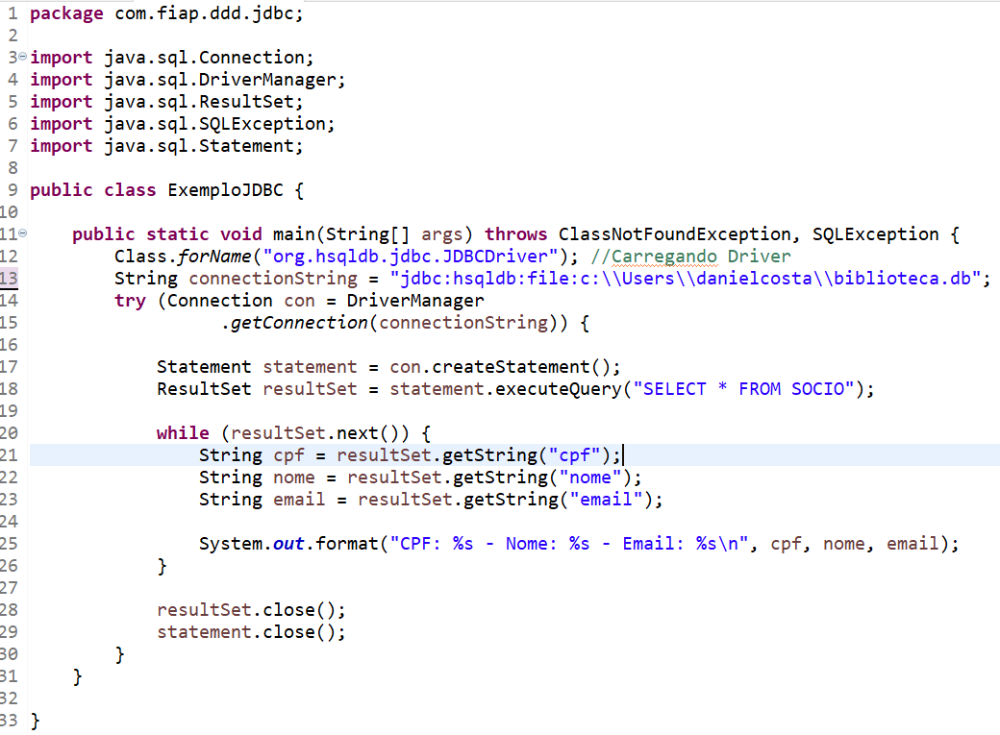 1 package com.fiap.ddd.jdbc;
2
3 import java.sql.Connection;
4 import java.sql.DriverManager;
5 import java.sql.ResultSet;
6 import java.sql.SQLException;
7 import java.sql.Statement;
8
9 public class ExemploJDBC {
10
11     public static void main(String[] args) throws ClassNotFoundException, SQLException {
12         Class.forName("org.hsqldb.jdbc.JDBCDriver"); //Carregando Driver
13         String connectionString = "jdbc:hsqldb:file:c:\\Users\\danielcosta\\biblioteca.db";
14         try (Connection con = DriverManager
15                   .getConnection(connectionString)) {
16
17             Statement statement = con.createStatement();
18             ResultSet resultSet = statement.executeQuery("SELECT * FROM SOCIO");
19
20             while (resultSet.next()) {
21                 String cpf = resultSet.getString("cpf");
22                 String nome = resultSet.getString("nome");
23                 String email = resultSet.getString("email");
24
25                 System.out.format("CPF: %s - Nome: %s - Email: %s\n", cpf, nome, email);
26             }
27
28             resultSet.close();
29             statement.close();
30         }
31     }
32
33 }